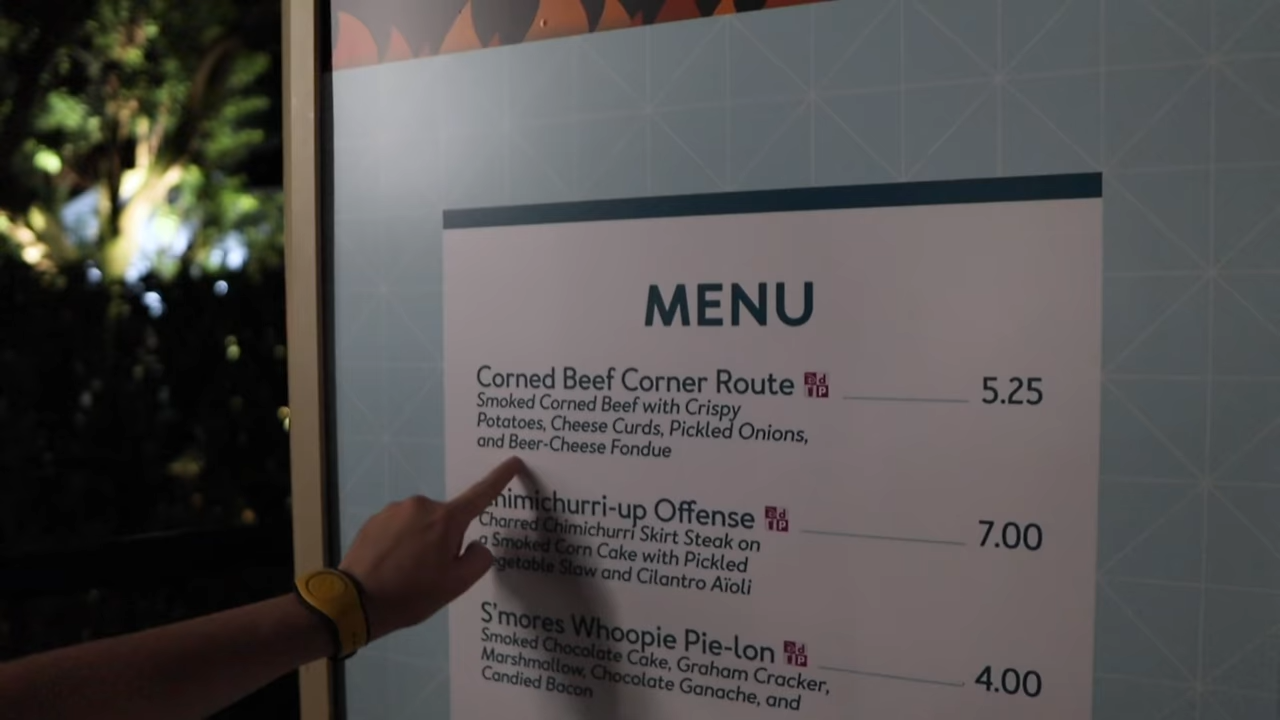 MENU
Corned Beef Corner Route 5.25
Smoked Corned Beef with Crispy
Potatoes, Cheese Curds, Pickled Onions,
and Beer-Cheese Fondue
himichurri-up Offense 7.00
Charred Chimichurri Skirt Steak on
a Smoked Corn Cake with Pickled
egetable Slaw and Cilantro Aïoli
S'mores Whoopie Pie-lon 4.00
Smoked Chocolate Cake, Graham Cracker,
Marshmallow, Chocolate Ganache, and
Candied Bacon